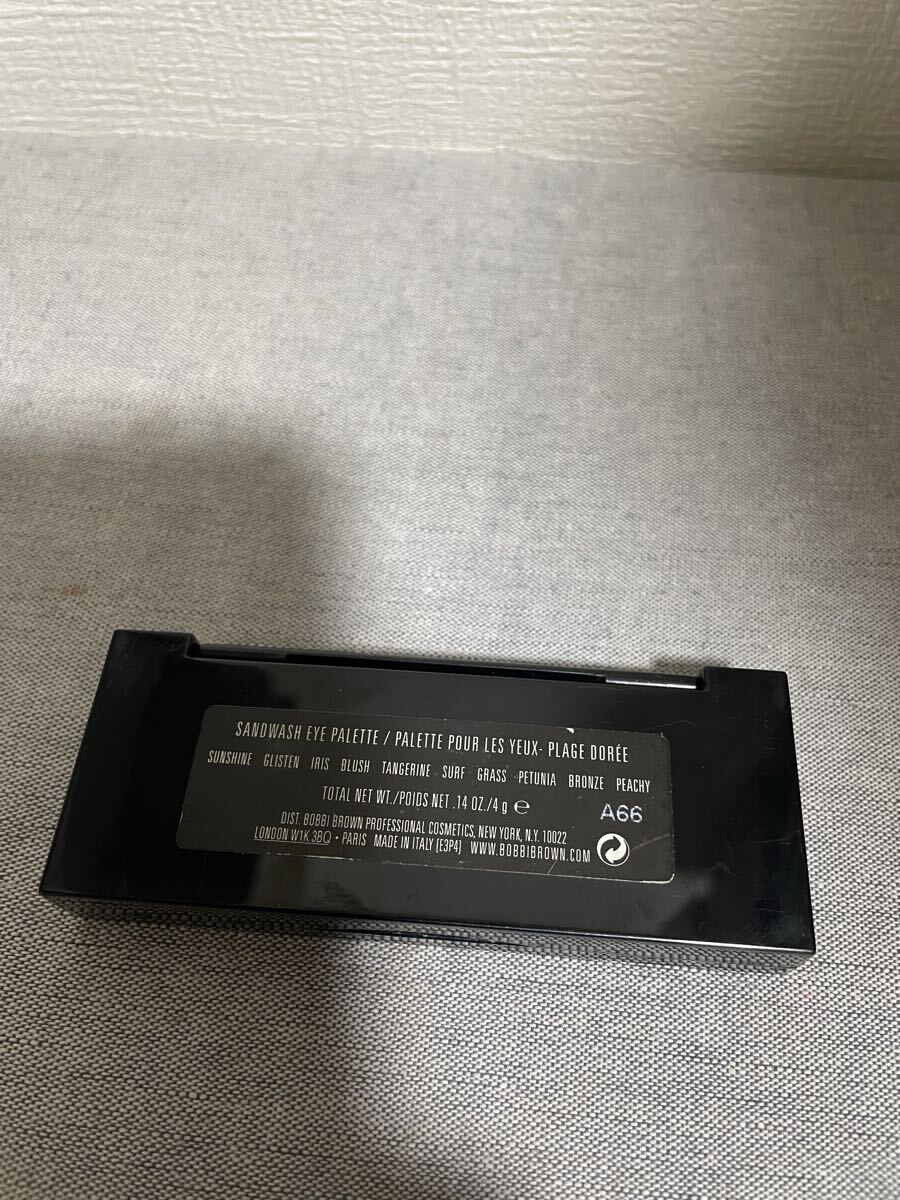 SANDWASH EYE PALETTE / PALETTE POUR LES YEUX- PLAGE DORÉE
SUNSHINE GLISTEN IRIS BLUSH TANGERINE SURF GRASS PETUNIA BRONZE PEACHY
TOTAL NET WT./POIDS NET .14 OZ./4 g ℮
A66
DIST. BOBBI BROWN PROFESSIONAL COSMETICS, NEW YORK, N.Y. 10022
LONDON W1K 3BQ • PARIS MADE IN ITALY [E3P4] WWW.BOBBIBROWN.COM